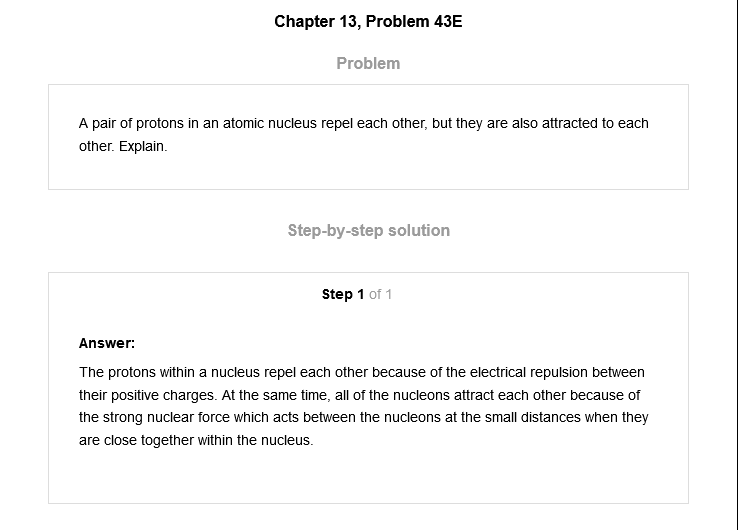 Chapter 13, Problem 43E
Problem
A pair of protons in an atomic nucleus repel each other, but they are also attracted to each
other. Explain.
Step-by-step solution
Step 1 of 1
Answer:
The protons within a nucleus repel each other because of the electrical repulsion between
their positive charges. At the same time, all of the nucleons attract each other because of
the strong nuclear force which acts between the nucleons at the small distances when they
are close together within the nucleus.